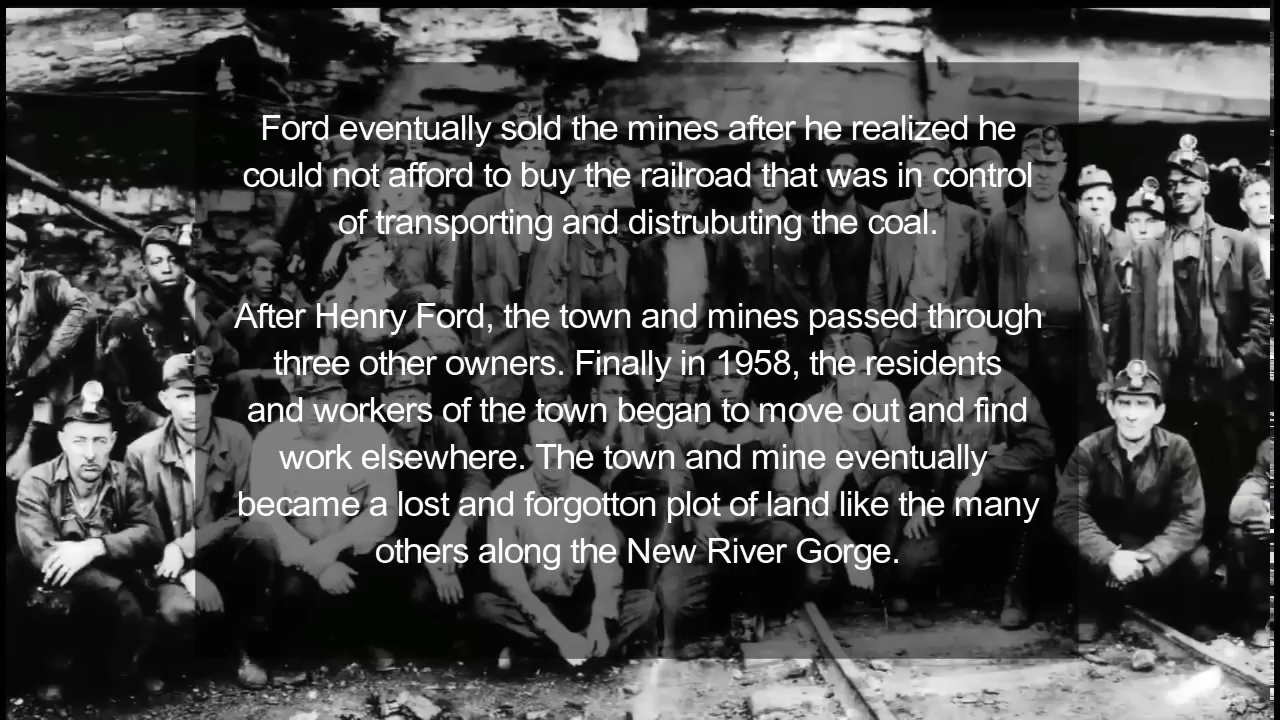 Ford eventually sold the mines after he realized he
could not afford to buy the railroad that was in control
of transporting and distrubuting the coal.
After Henry Ford, the town and mines passed through
three other owners. Finally in 1958, the residents
and workers of the town began to move out and find
work elsewhere. The town and mine eventually
became a lost and forgotton plot of land like the many
others along the New River Gorge.